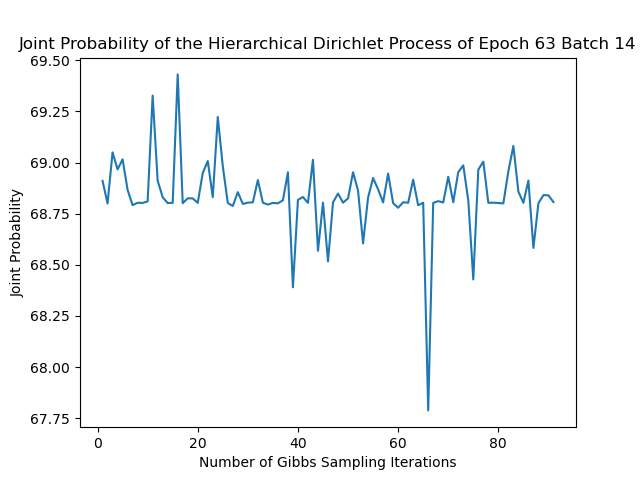 Joint Probability of the Hierarchical Dirichlet Process of Epoch 63 Batch 14
69.50
69.25
69.00
68.75
68.50
68.25
68.00
67.75
Joint Probability
0 20 40 60 80
Number of Gibbs Sampling Iterations